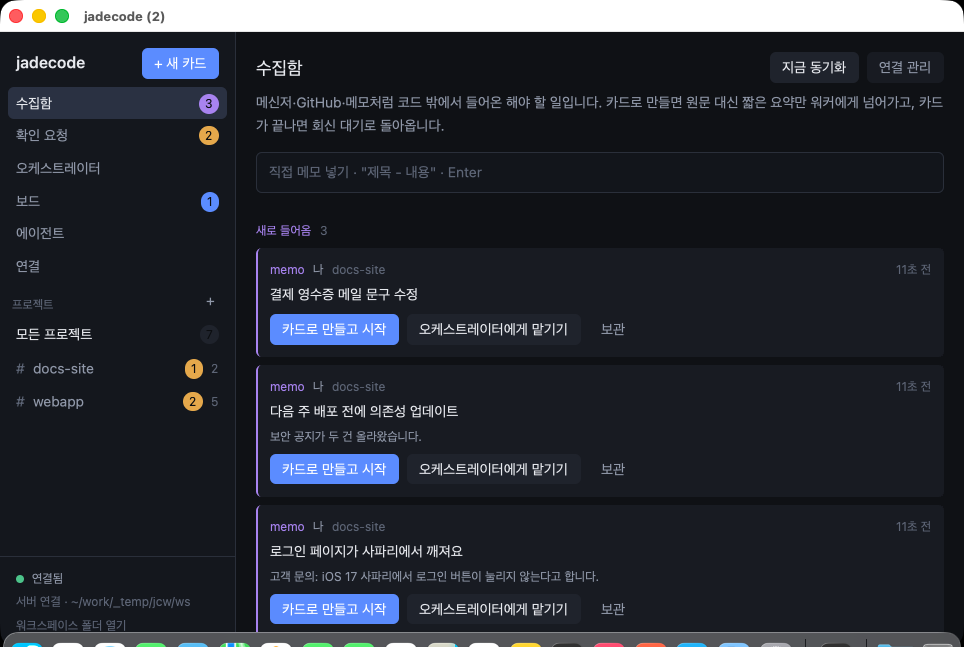 jadecode (2)
jadecode
+ 새 카드
수집함 3
확인 요청 2
오케스트레이터
보드 1
에이전트
연결
프로젝트 +
모든 프로젝트 7
# docs-site 1 2
# webapp 2 5
연결됨
서버 연결 · ~/work/_temp/jcw/ws
워크스페이스 폴더 열기
수집함
지금 동기화
연결 관리
메신저·GitHub·메모처럼 코드 밖에서 들어온 해야 할 일입니다. 카드로 만들면 원문 대신 짧은 요약만 워커에게 넘어가고, 카드
가 끝나면 회신 대기로 돌아옵니다.
직접 메모 넣기 · "제목 - 내용" · Enter
새로 들어옴 3
memo 나 docs-site 11초 전
결제 영수증 메일 문구 수정
카드로 만들고 시작 오케스트레이터에게 맡기기 보관
memo 나 docs-site 11초 전
다음 주 배포 전에 의존성 업데이트
보안 공지가 두 건 올라왔습니다.
카드로 만들고 시작 오케스트레이터에게 맡기기 보관
memo 나 docs-site 11초 전
로그인 페이지가 사파리에서 깨져요
고객 문의: iOS 17 사파리에서 로그인 버튼이 눌리지 않는다고 합니다.
카드로 만들고 시작 오케스트레이터에게 맡기기 보관